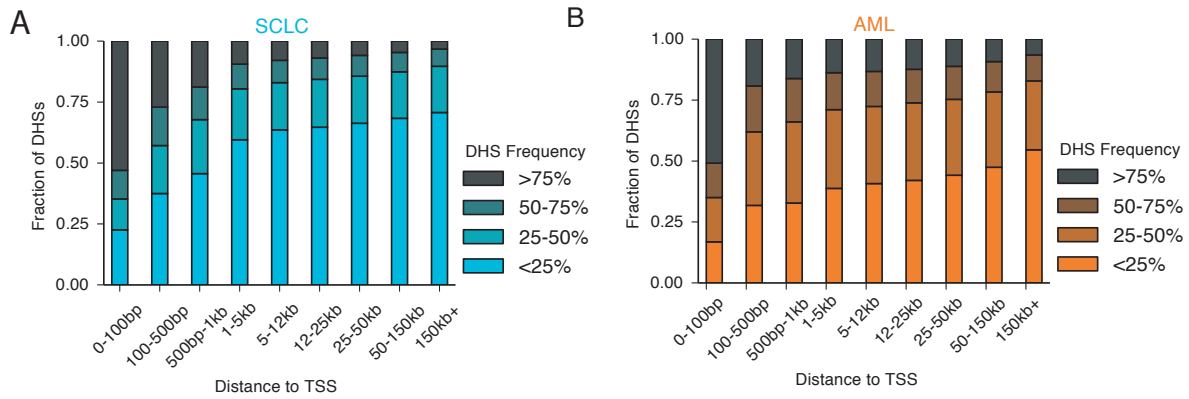 A
SCLC
1.00
0.75
0.50
0.25
0.00
Fraction of DHSs
0-100bp
100-500bp
500bp-1kb
1-5kb
5-12kb
12-25kb
25-50kb
50-150kb
150kb+
Distance to TSS
DHS Frequency
>75%
50-75%
25-50%
<25%
B
AML
1.00
0.75
0.50
0.25
0.00
Fraction of DHSs
0-100bp
100-500bp
500bp-1kb
1-5kb
5-12kb
12-25kb
25-50kb
50-150kb
150kb+
Distance to TSS
DHS Frequency
>75%
50-75%
25-50%
<25%